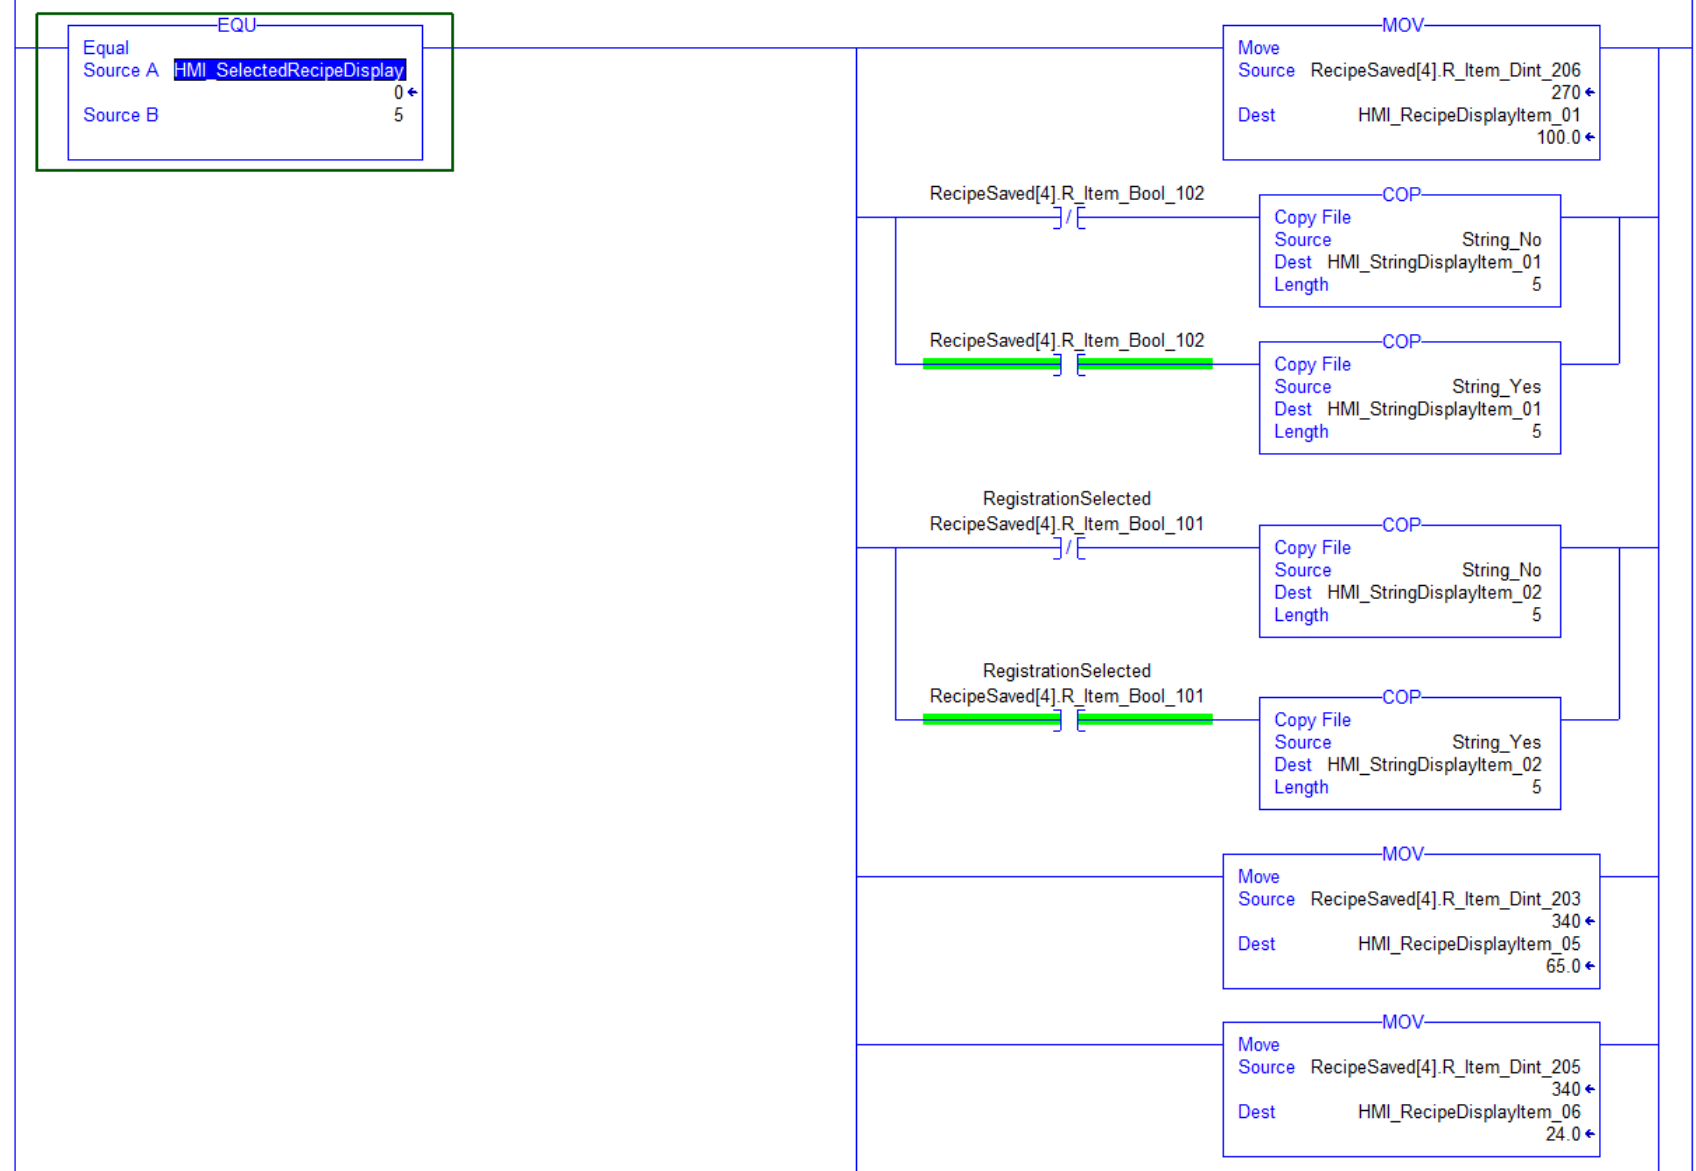 EQU
Equal
Source A HMI_SelectedRecipeDisplay
0
Source B 5
MOV
Move
Source RecipeSaved[4].R_Item_Dint_206
270
Dest HMI_RecipeDisplayItem_01
100.0
RecipeSaved[4].R_Item_Bool_102
COP
Copy File
Source String_No
Dest HMI_StringDisplayItem_01
Length 5
RecipeSaved[4].R_Item_Bool_102
COP
Copy File
Source String_Yes
Dest HMI_StringDisplayItem_01
Length 5
RegistrationSelected
RecipeSaved[4].R_Item_Bool_101
COP
Copy File
Source String_No
Dest HMI_StringDisplayItem_02
Length 5
RegistrationSelected
RecipeSaved[4].R_Item_Bool_101
COP
Copy File
Source String_Yes
Dest HMI_StringDisplayItem_02
Length 5
MOV
Move
Source RecipeSaved[4].R_Item_Dint_203
340
Dest HMI_RecipeDisplayItem_05
65.0
MOV
Move
Source RecipeSaved[4].R_Item_Dint_205
340
Dest HMI_RecipeDisplayItem_06
24.0